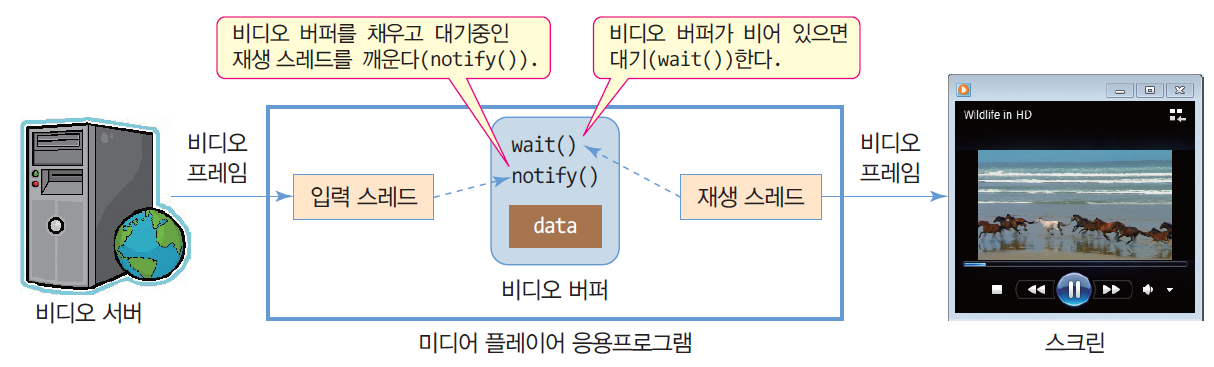 비디오 버퍼를 채우고 대기중인
재생 스레드를 깨운다(notify()).
비디오 버퍼가 비어 있으면
대기(wait())한다.
비디오
프레임
입력 스레드
wait()
notify()
data
비디오 버퍼
재생 스레드
비디오
프레임
Wildlife in HD
비디오 서버
미디어 플레이어 응용프로그램
스크린